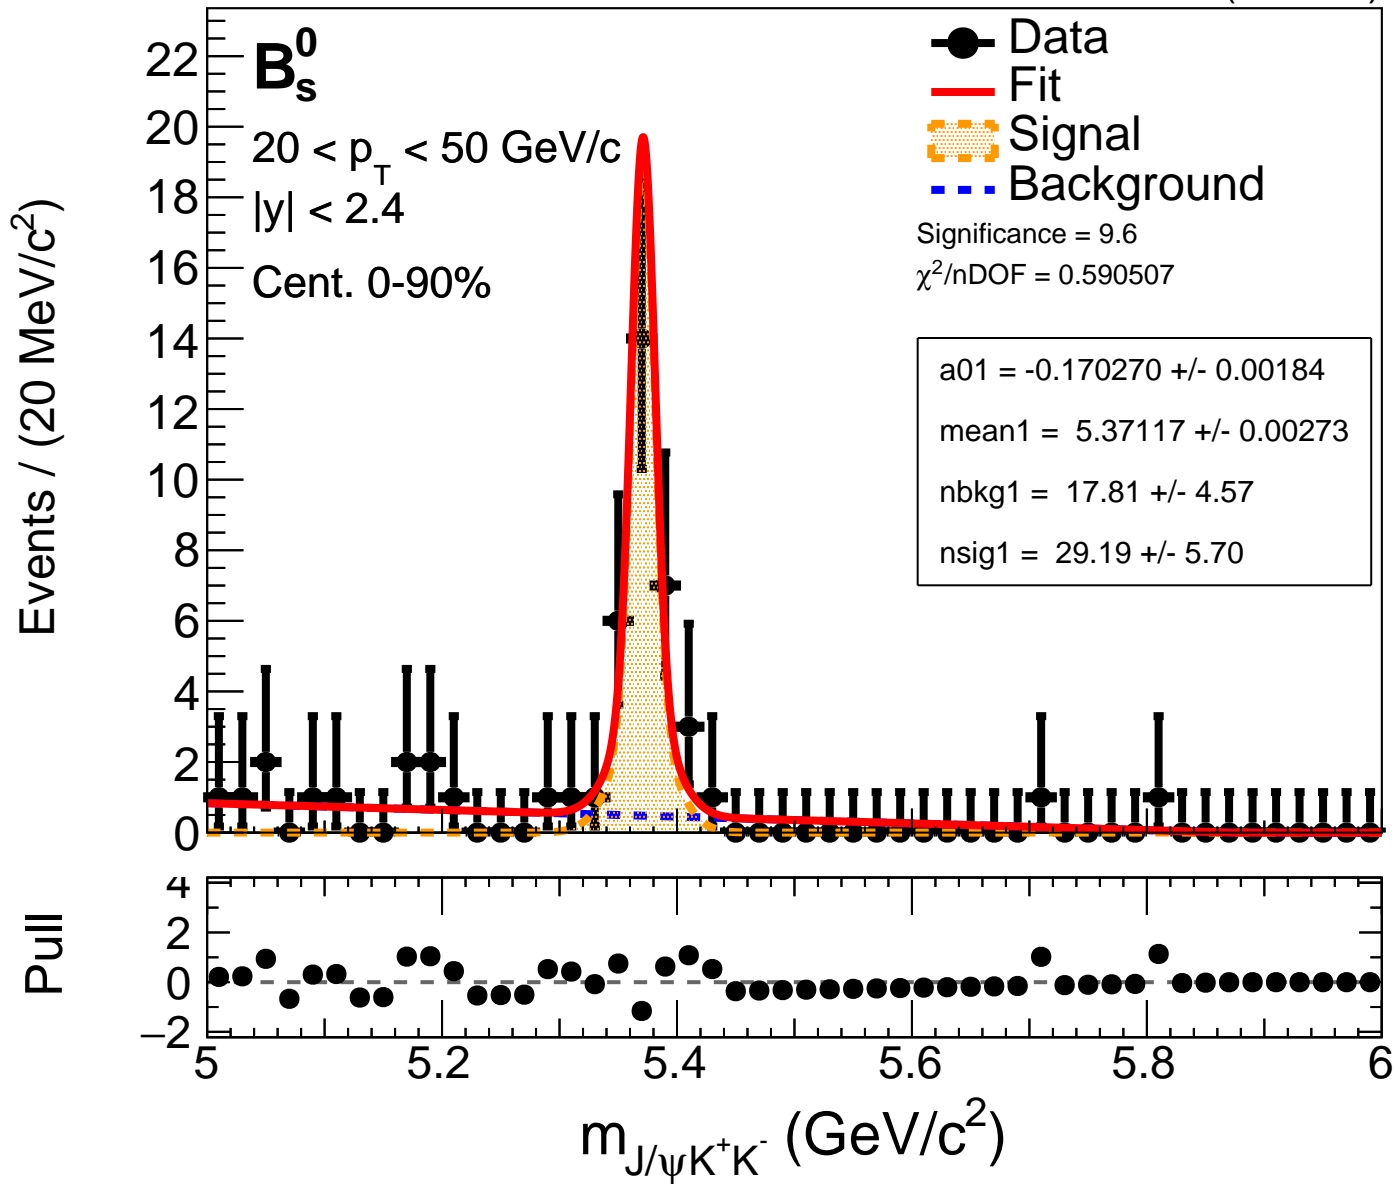 B_s^0
20 < p_T < 50 GeV/c
|y| < 2.4
Cent. 0-90%
Data
Fit
Signal
Background
Significance = 9.6
χ²/nDOF = 0.590507
a01 = -0.170270 +/- 0.00184
mean1 = 5.37117 +/- 0.00273
nbkg1 = 17.81 +/- 4.57
nsig1 = 29.19 +/- 5.70
Events / (20 MeV/c²)
22
20
18
16
14
12
10
8
6
4
2
0
Pull
4
2
0
−2
5 5.2 5.4 5.6 5.8 6
m_{J/ψK⁺K⁻} (GeV/c²)